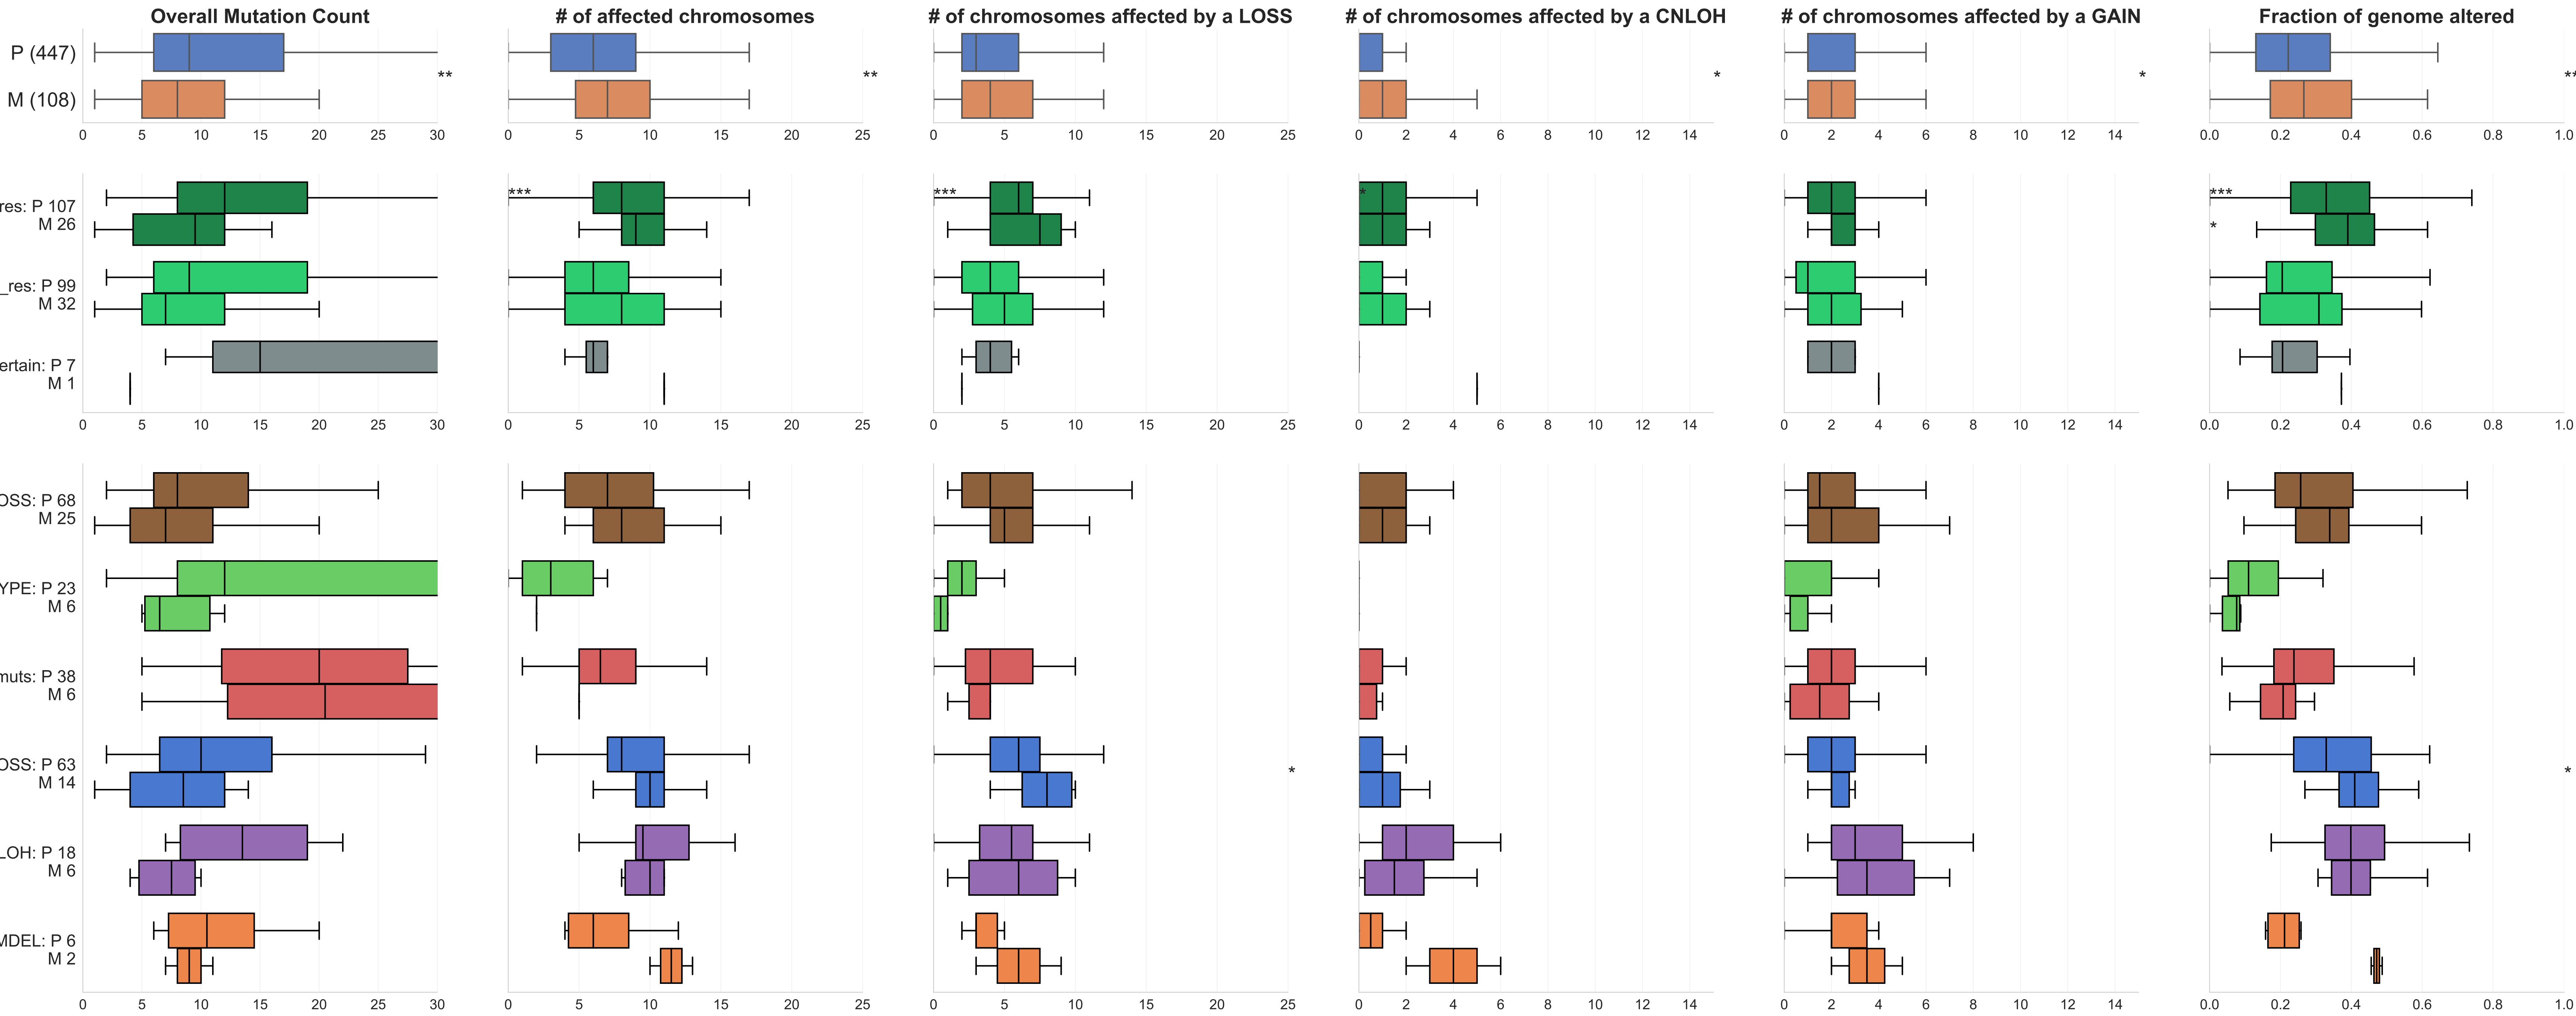 Overall Mutation Count
# of affected chromosomes
# of chromosomes affected by a LOSS
# of chromosomes affected by a CNLOH
# of chromosomes affected by a GAIN
Fraction of genome altered
P (447)
M (108)
** ** * * **
0 5 10 15 20 25 30
0 5 10 15 20 25
0 5 10 15 20 25
0 2 4 6 8 10 12 14
0 2 4 6 8 10 12 14
0.0 0.2 0.4 0.6 0.8 1.0
res: P 107
M 26
*** *** * ***
*
_res: P 99
M 32
ertain: P 7
M 1
0 5 10 15 20 25 30
0 5 10 15 20 25
0 5 10 15 20 25
0 2 4 6 8 10 12 14
0 2 4 6 8 10 12 14
0.0 0.2 0.4 0.6 0.8 1.0
OSS: P 68
M 25
YPE: P 23
M 6
muts: P 38
M 6
OSS: P 63
M 14
* *
LOH: P 18
M 6
MDEL: P 6
M 2
0 5 10 15 20 25 30
0 5 10 15 20 25
0 5 10 15 20 25
0 2 4 6 8 10 12 14
0 2 4 6 8 10 12 14
0.0 0.2 0.4 0.6 0.8 1.0